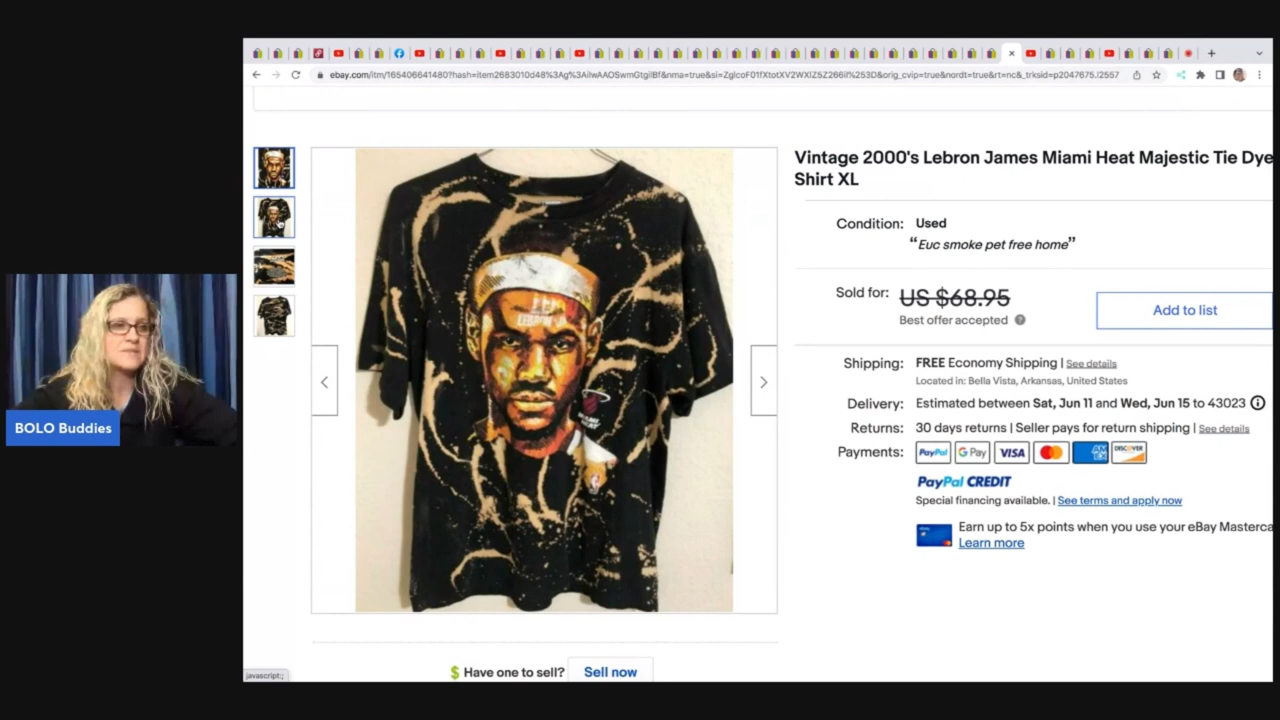 ebay.com/itm/165406641480?hash=item2683010d48%3Ag%3AilwAAOSwmGtgilBf&nma=true&si=ZglcoF01fXtotXV2WXlZ5Z266il%253D&orig_cvip=true&nordt=true&rt=nc&_trksid=p2047675.l2557
Vintage 2000's Lebron James Miami Heat Majestic Tie Dye
Shirt XL
Condition: Used
“Euc smoke pet free home”
Sold for: US $68.95
Best offer accepted
Add to list
Shipping: FREE Economy Shipping | See details
Located in: Bella Vista, Arkansas, United States
Delivery: Estimated between Sat, Jun 11 and Wed, Jun 15 to 43023
Returns: 30 days returns | Seller pays for return shipping | See details
Payments: PayPal G Pay VISA AM EX DISCOVER
PayPal CREDIT
Special financing available. | See terms and apply now
Earn up to 5x points when you use your eBay Masterca
Learn more
BOLO Buddies
Have one to sell? Sell now
javascript:;